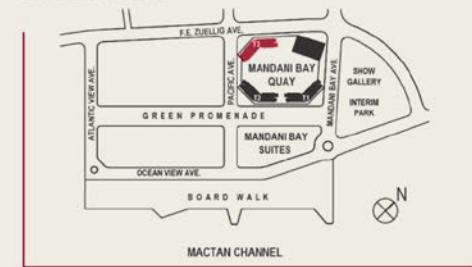 F.E. ZUELLIG AVE.
T3
MANDANI BAY
QUAY
T2
T1
ATLANTIC VIEW AVE.
PACIFIC AVE.
MANDANI BAY AVE.
SHOW
GALLERY
INTERIM
PARK
GREEN PROMENADE
MANDANI BAY
SUITES
OCEAN VIEW AVE.
BOARD WALK
N
MACTAN CHANNEL